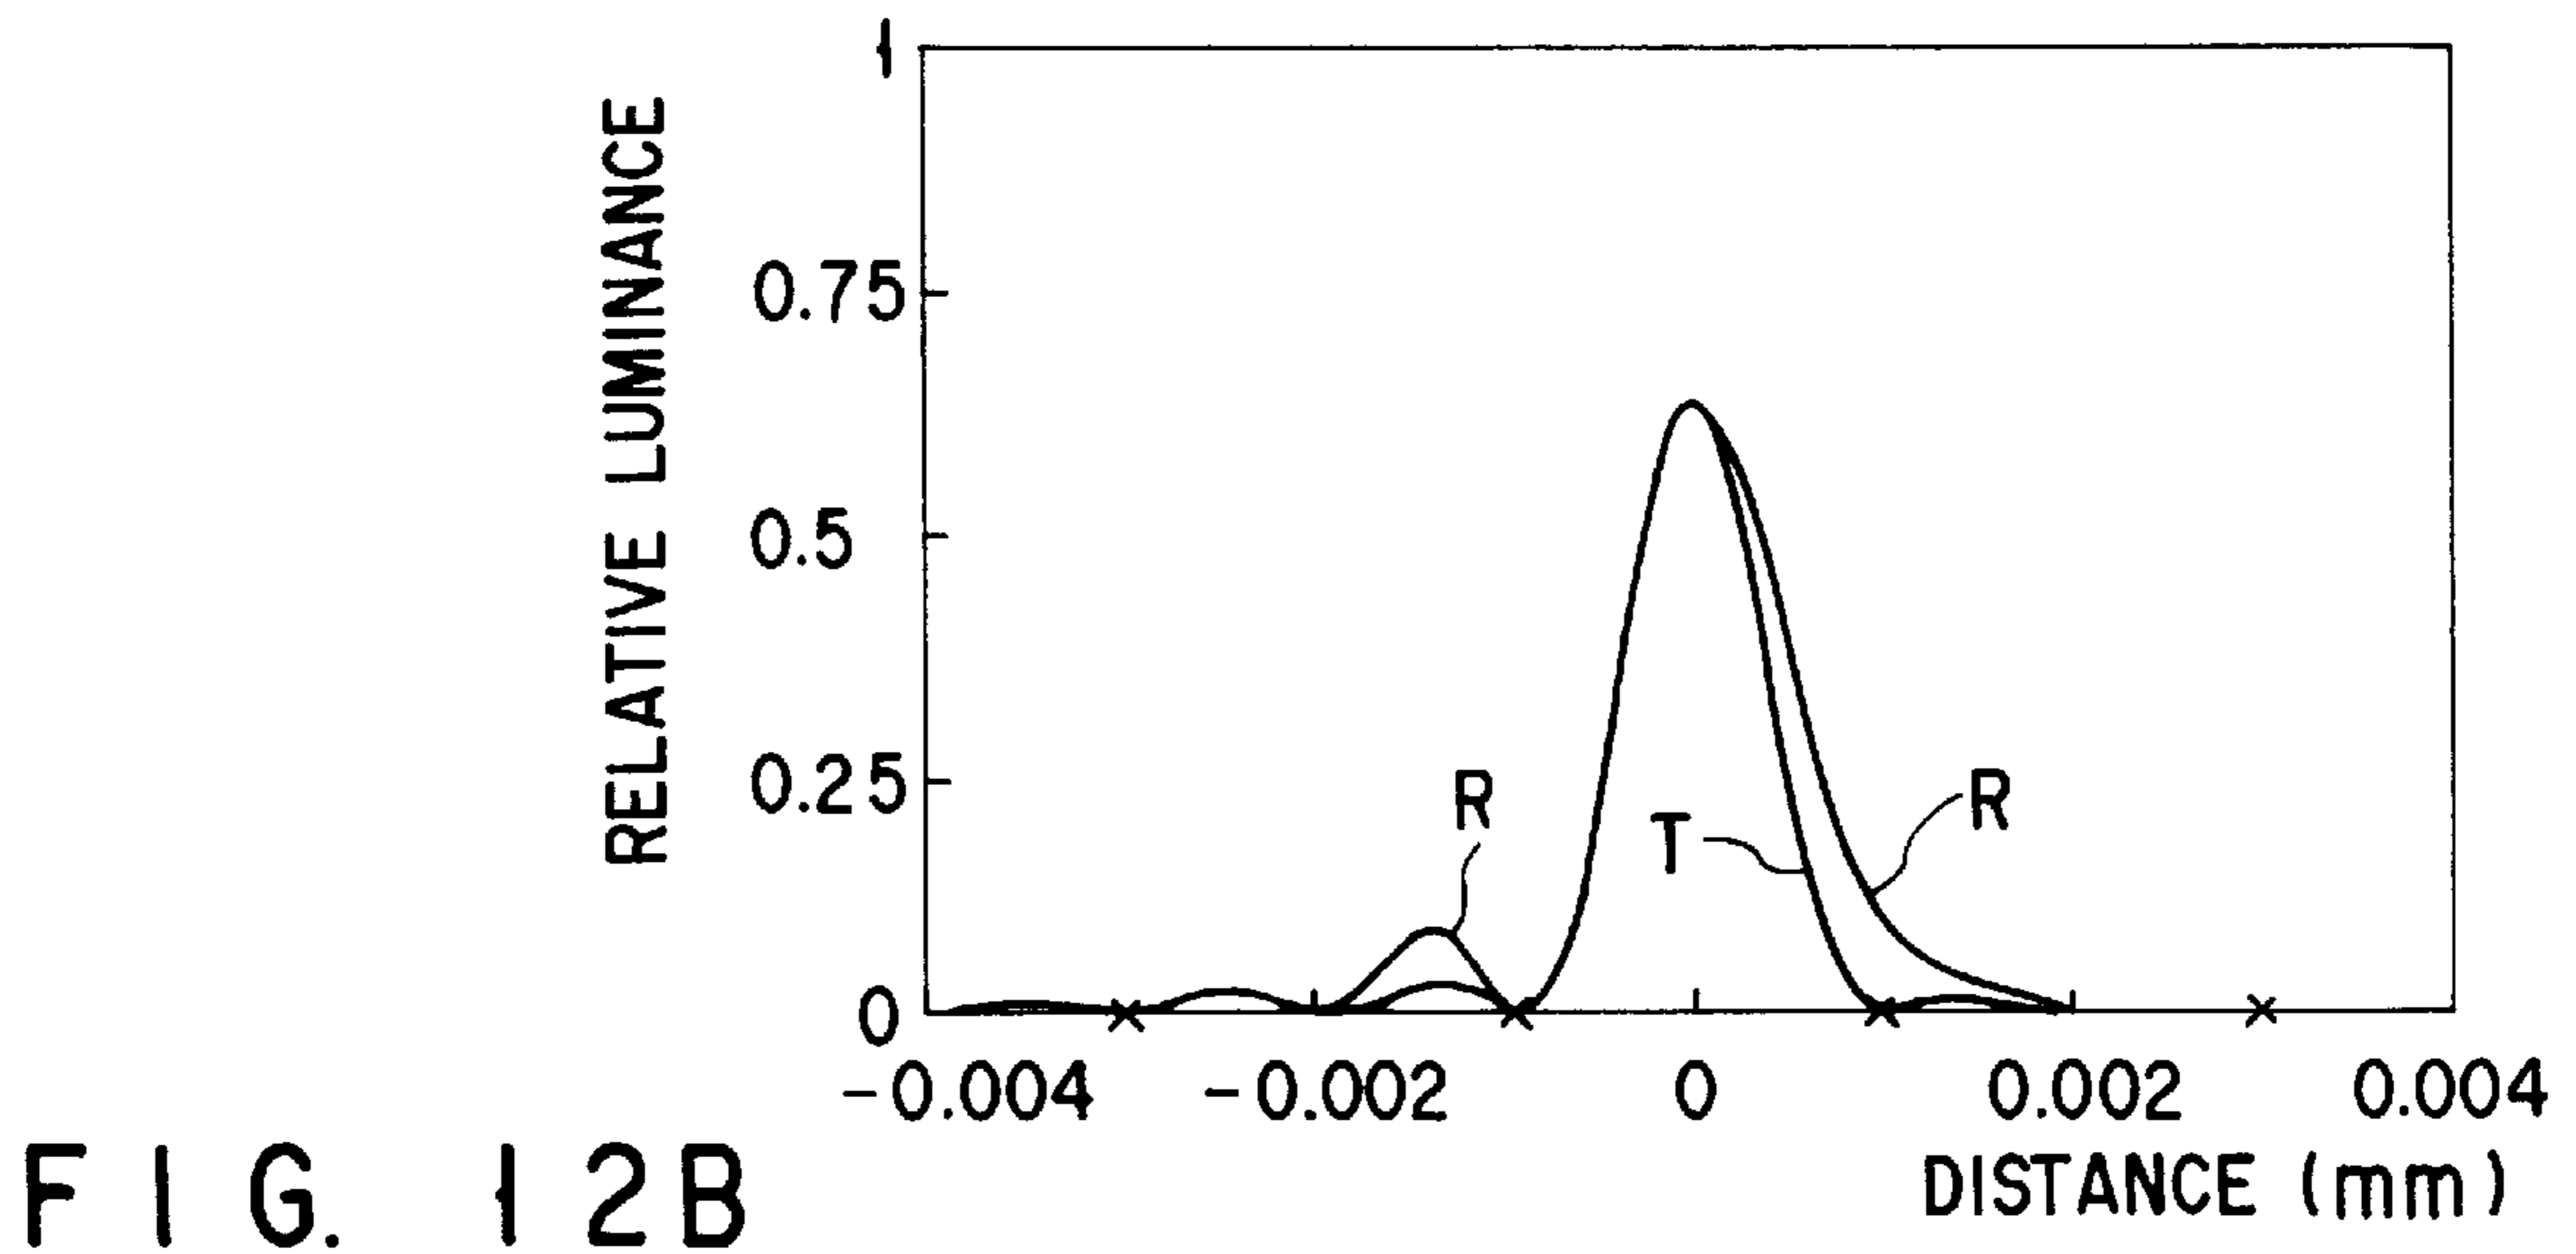 RELATIVE LUMINANCE
1
0.75
0.5
0.25
0
R
T
R
-0.004
-0.002
0
0.002
0.004
DISTANCE (mm)
FIG. 12B